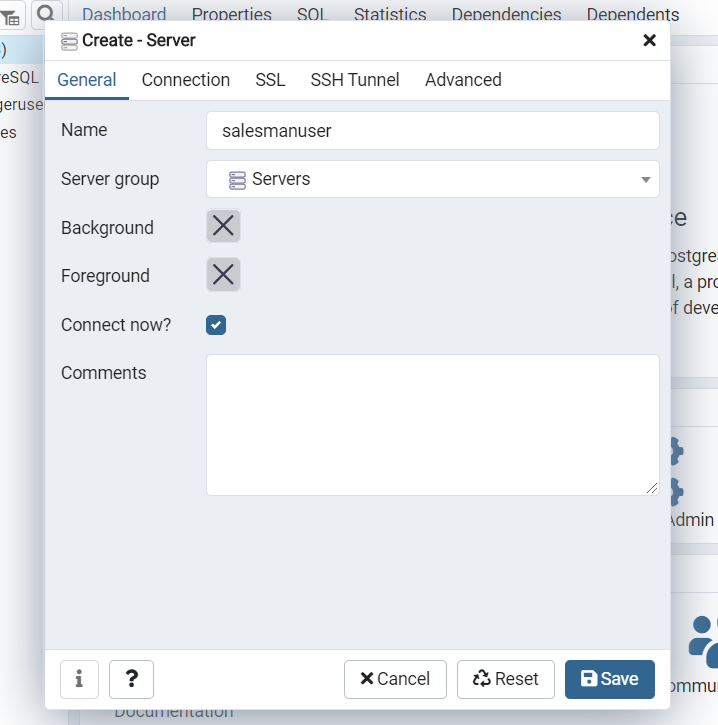 Dashboard Properties SQL Statistics Dependencies Dependents
Create - Server
General Connection SSL SSH Tunnel Advanced
Name salesmanuser
Server group Servers
Background
Foreground
Connect now?
Comments
Cancel Reset Save
)
eSQL
geruse
es
ce
ostgre
l, a pro
f deve
Admin
ommu
Documentation